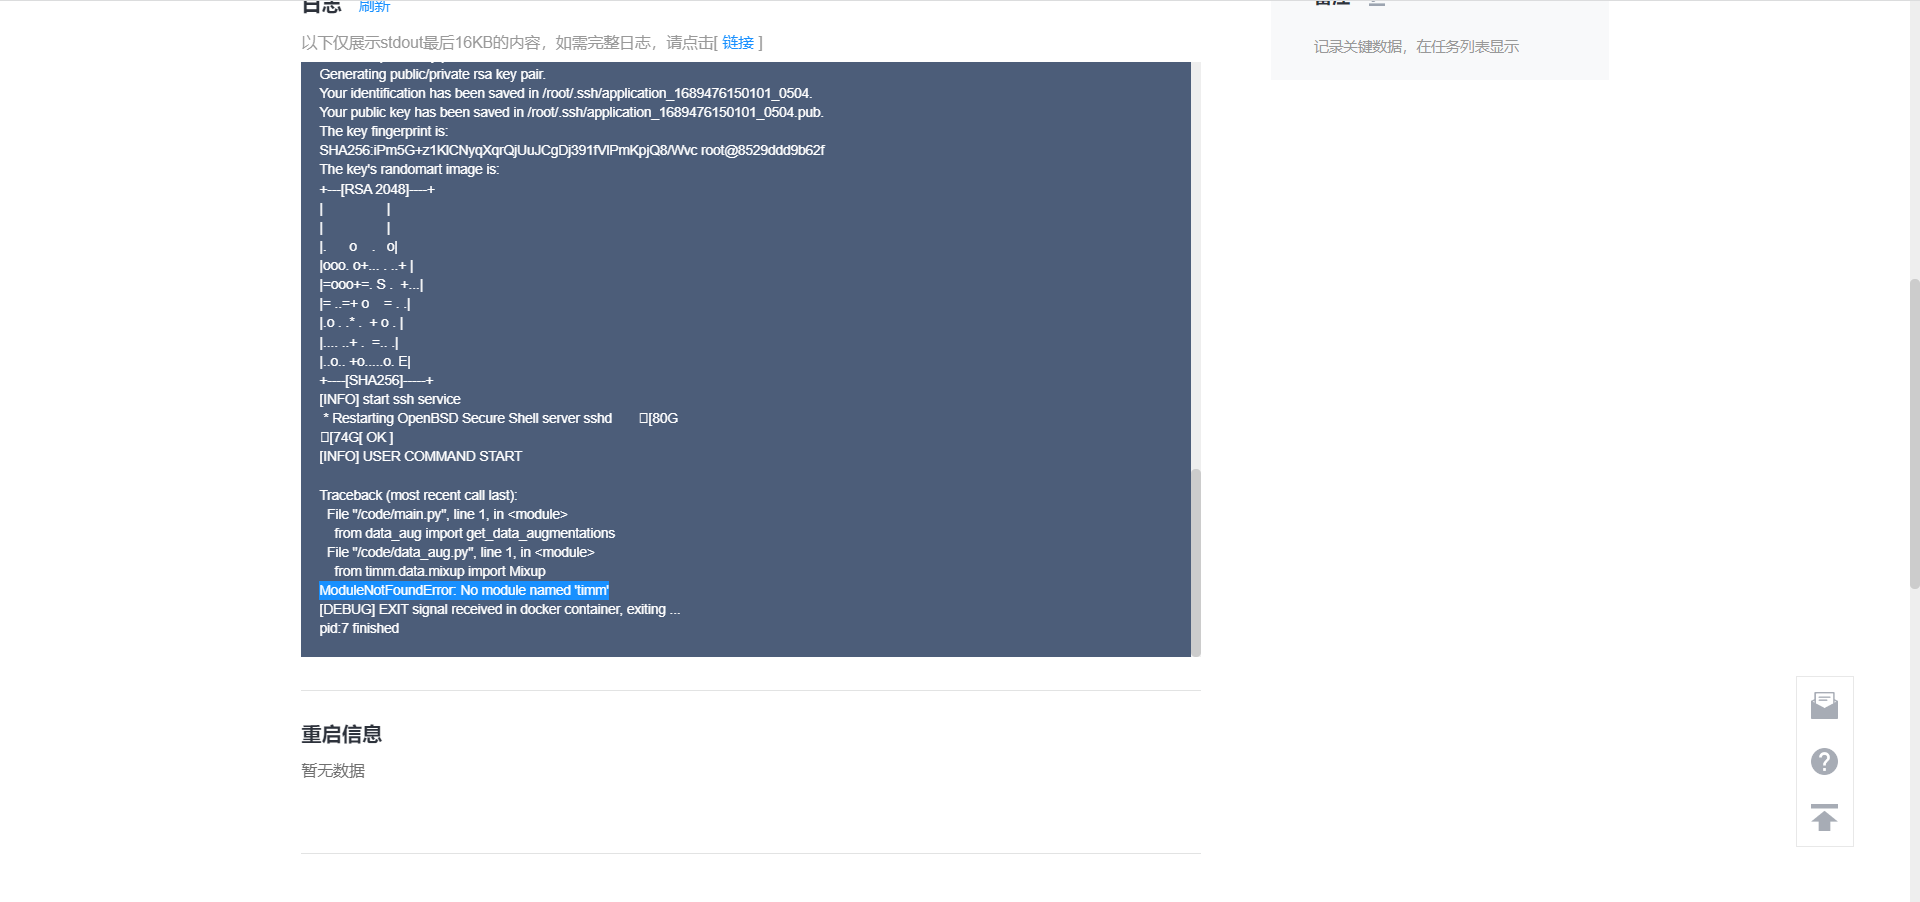 日志 刷新
以下仅展示stdout最后16KB的内容，如需完整日志，请点击[ 链接 ]
Generating public/private rsa key pair.
Your identification has been saved in /root/.ssh/application_1689476150101_0504.
Your public key has been saved in /root/.ssh/application_1689476150101_0504.pub.
The key fingerprint is:
SHA256:iPm5G+z1KlCNyqXqrQjUuJCgDj391fVlPmKpjQ8/Wvc root@8529ddd9b62f
The key's randomart image is:
+---[RSA 2048]----+
|                 |
|                 |
|.      o    .   o|
|ooo. o+... . ..+ |
|=ooo+=. S .  +...|
|= ..=+ o    = . .|
|.o . .* .  + o . |
|.... ..+ .  =.. .|
|..o.. +o.....o. E|
+----[SHA256]-----+
[INFO] start ssh service
 * Restarting OpenBSD Secure Shell server sshd       [80G
[74G[ OK ]
[INFO] USER COMMAND START
Traceback (most recent call last):
  File "/code/main.py", line 1, in <module>
    from data_aug import get_data_augmentations
  File "/code/data_aug.py", line 1, in <module>
    from timm.data.mixup import Mixup
ModuleNotFoundError: No module named 'timm'
[DEBUG] EXIT signal received in docker container, exiting ...
pid:7 finished
重启信息
暂无数据
备注
记录关键数据，在任务列表显示